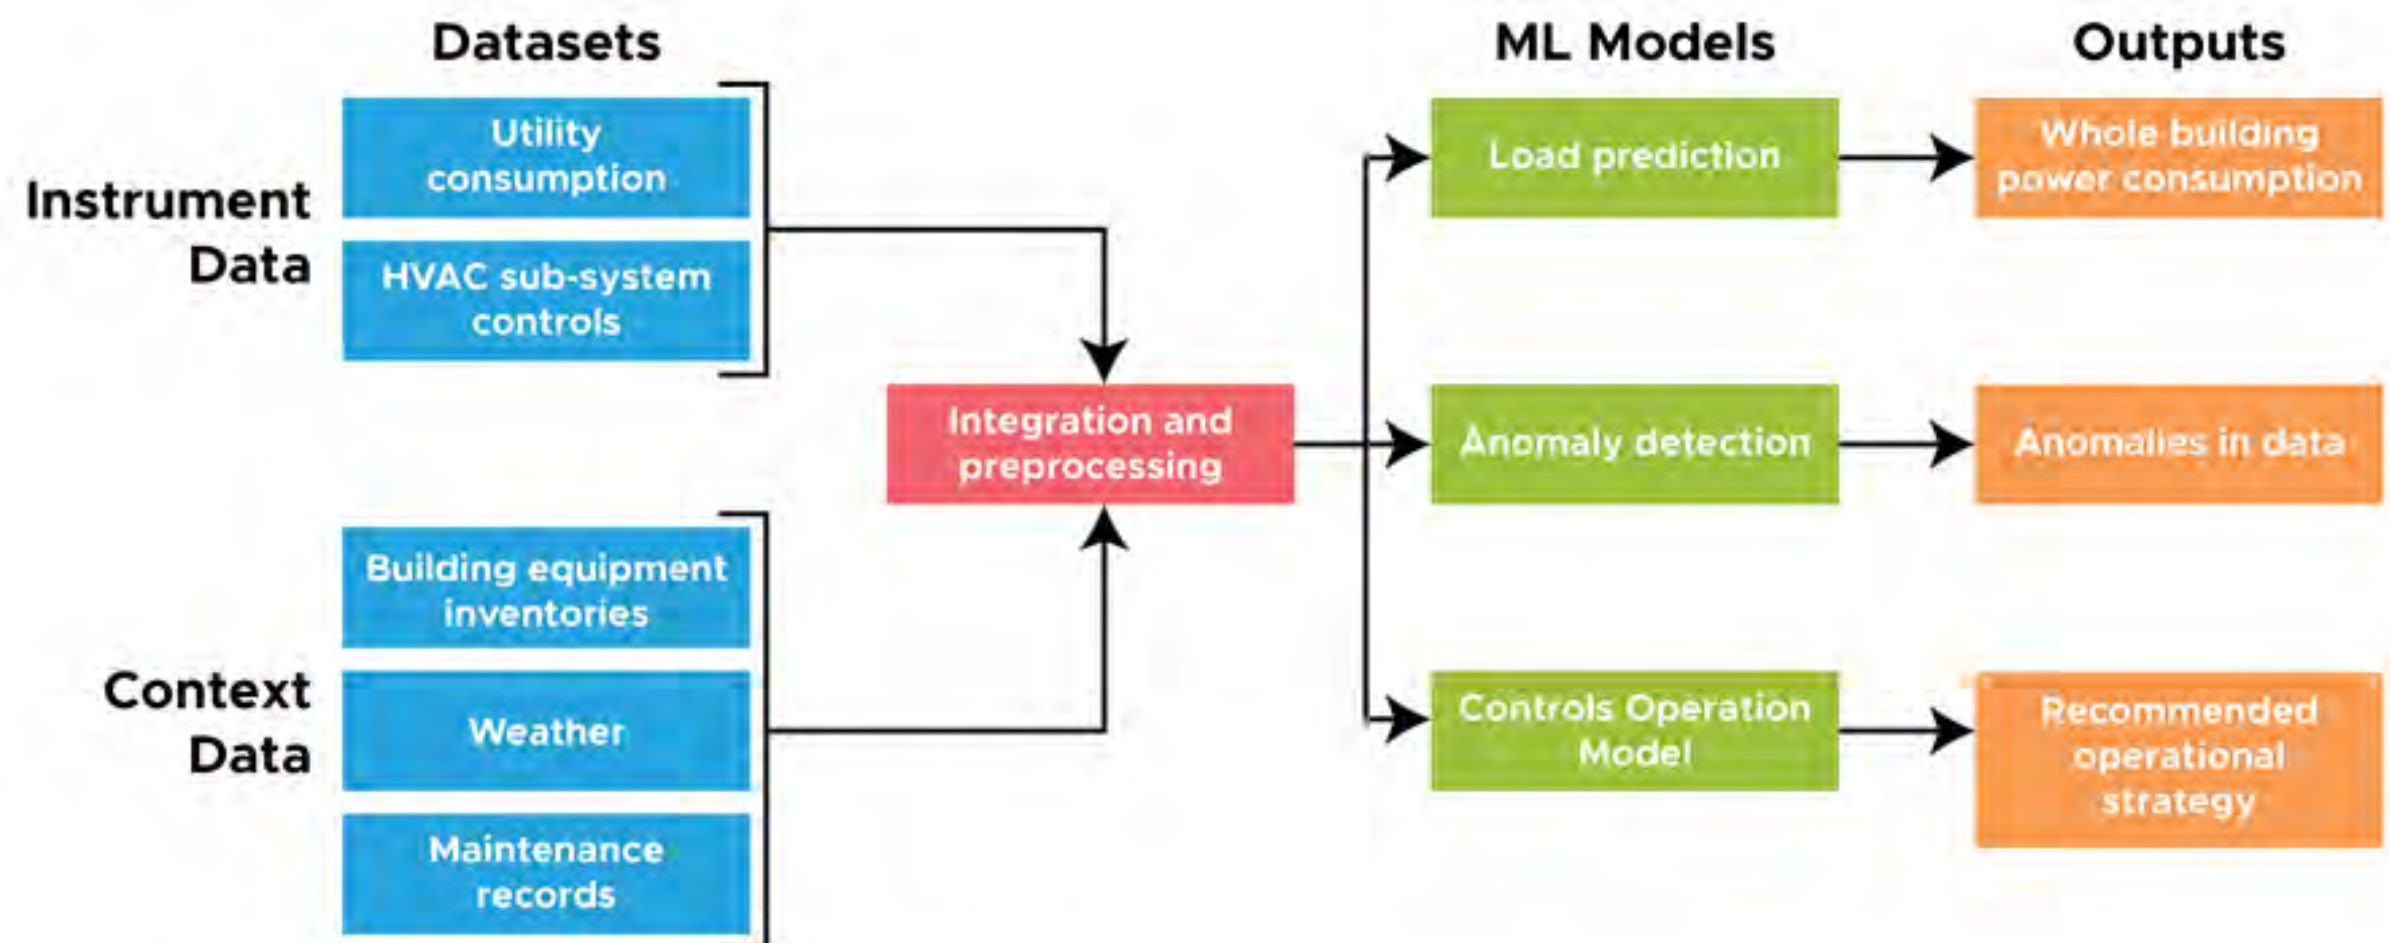 Datasets
ML Models
Outputs
Instrument
Data
Utility
consumption
HVAC sub-system
controls
Context
Data
Building equipment
inventories
Weather
Maintenance
records
Integration and
preprocessing
Load prediction
Anomaly detection
Controls Operation
Model
Whole building
power consumption
Anomalies in data
Recommended
operational
strategy